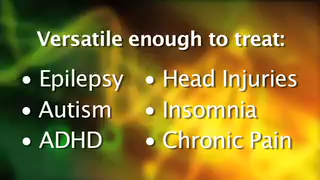 Versatile enough to treat:
• Epilepsy • Head Injuries
• Autism • Insomnia
• ADHD • Chronic Pain